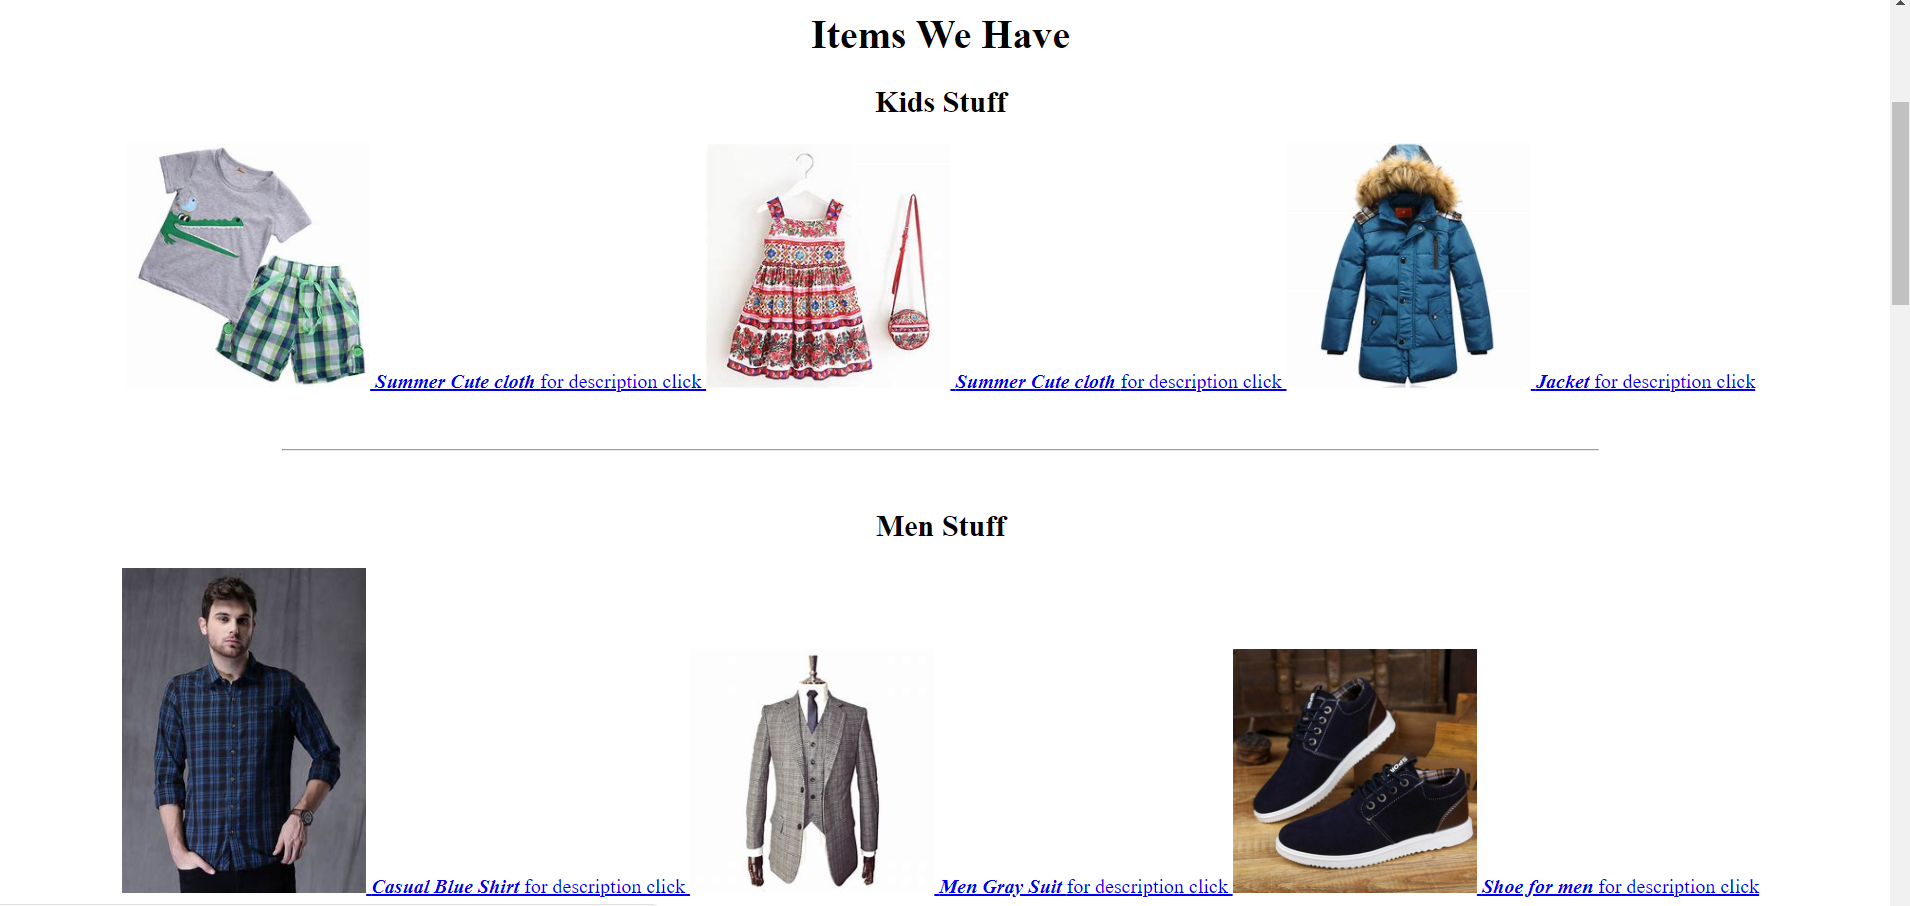 Items We Have
Kids Stuff
Summer Cute cloth for description click Summer Cute cloth for description click Jacket for description click
Men Stuff
SPOR
Casual Blue Shirt for description click Men Gray Suit for description click Shoe for men for description click